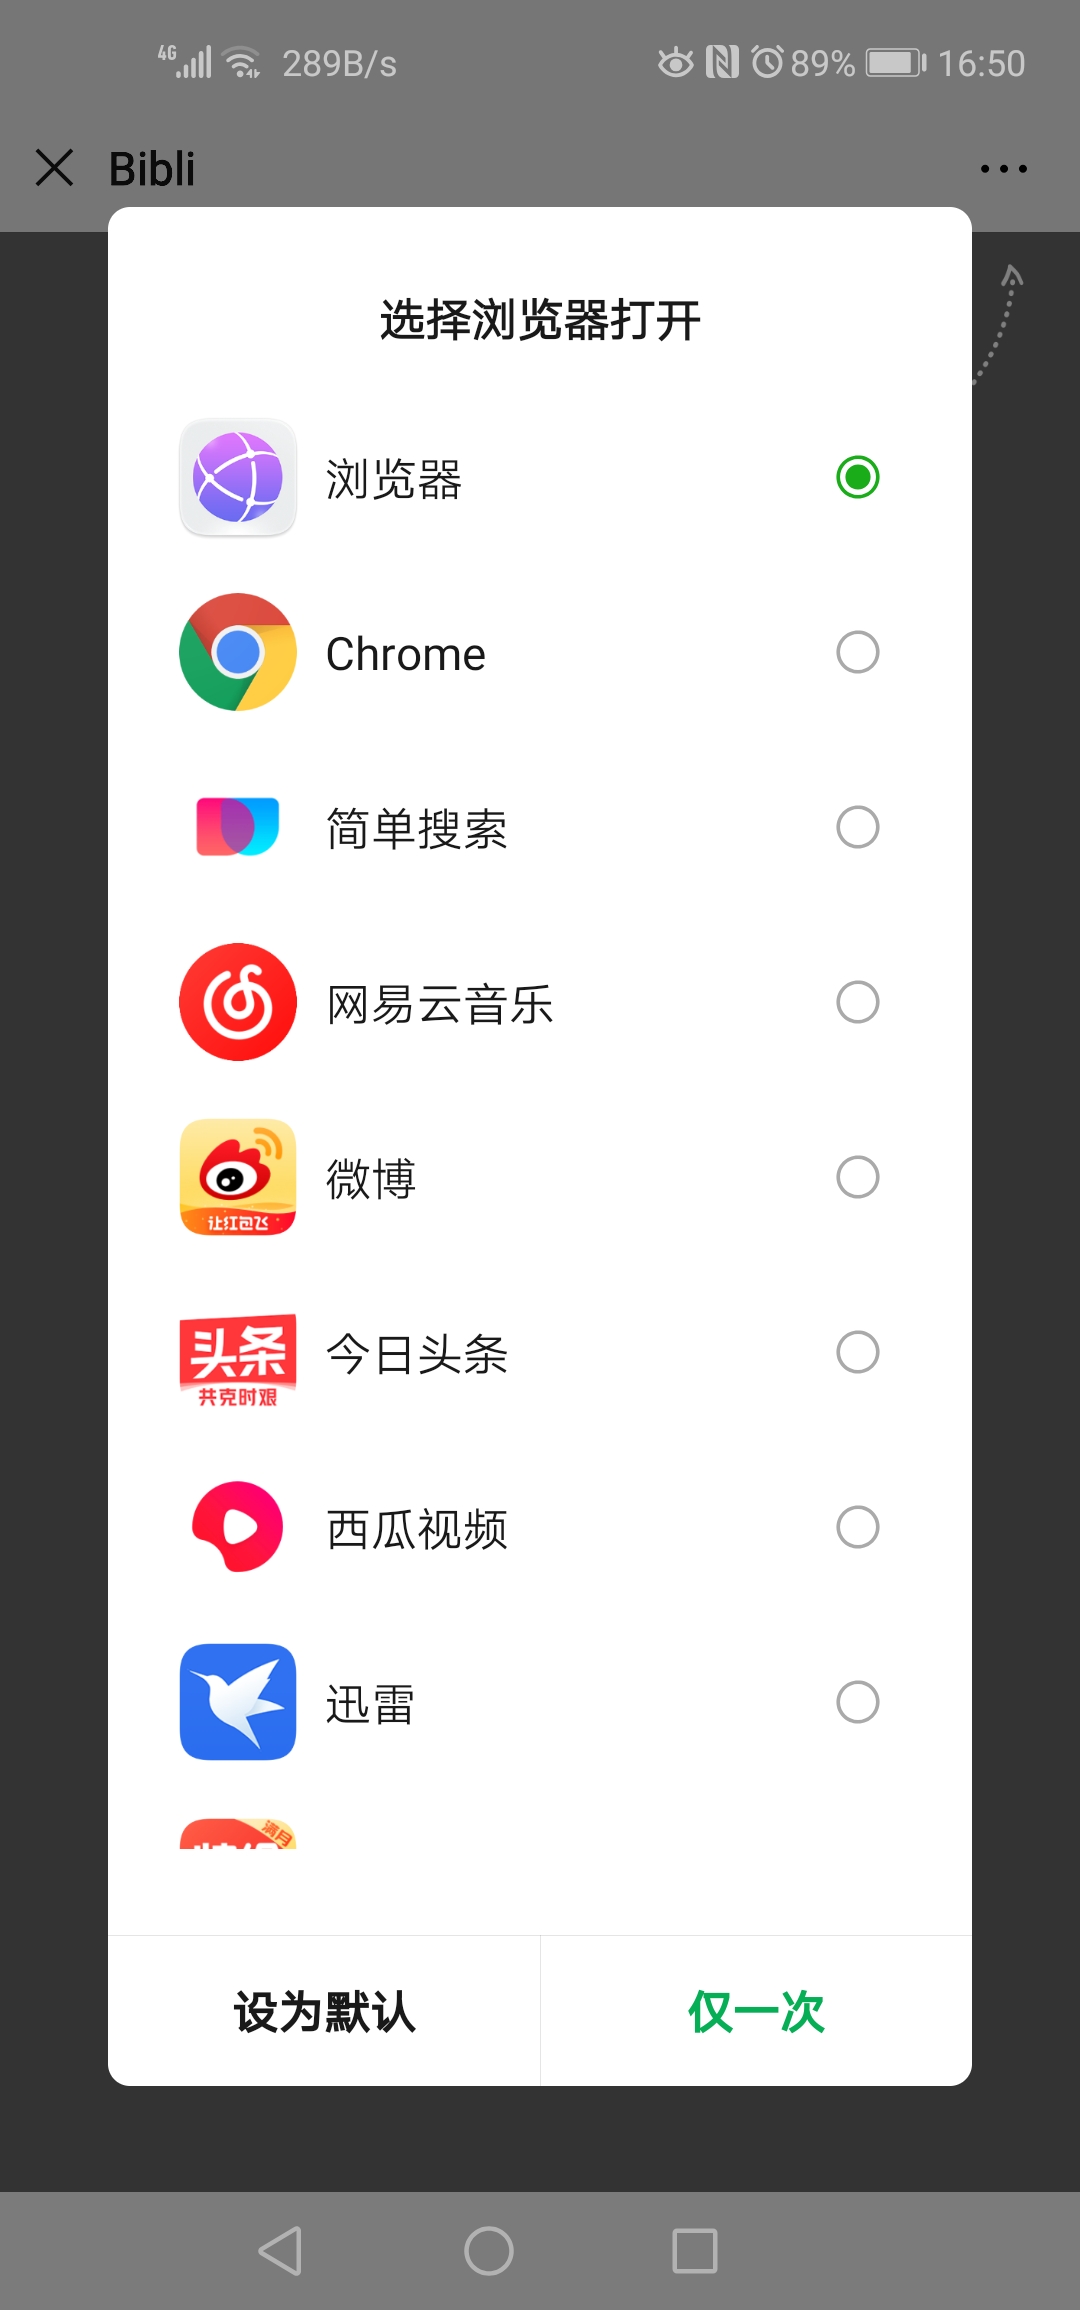 4G 289B/s 89% 16:50
Bibli
选择浏览器打开
浏览器
Chrome
简单搜索
网易云音乐
让红包飞
微博
头条
共克时艰
今日头条
西瓜视频
迅雷
满月
设为默认 仅一次